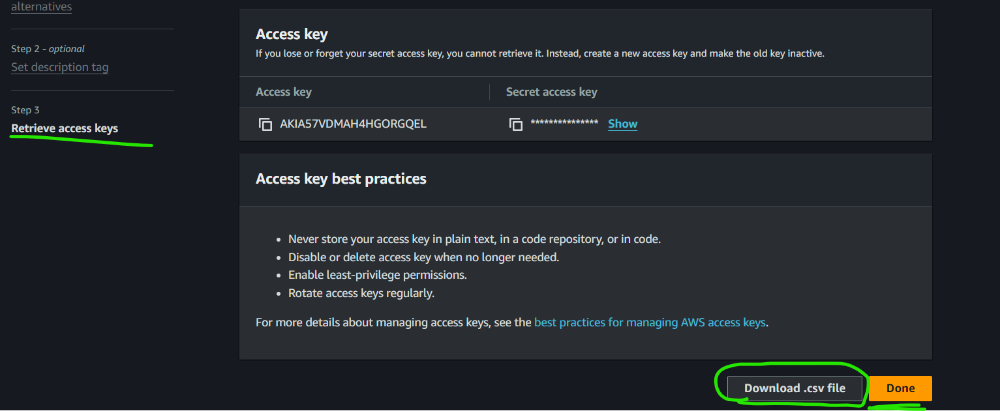 alternatives
Step 2 - optional
Set description tag
Step 3
Retrieve access keys
Access key
If you lose or forget your secret access key, you cannot retrieve it. Instead, create a new access key and make the old key inactive.
Access key
Secret access key
AKIA57VDMAH4HGORGQEL
*************** Show
Access key best practices
• Never store your access key in plain text, in a code repository, or in code.
• Disable or delete access key when no longer needed.
• Enable least-privilege permissions.
• Rotate access keys regularly.
For more details about managing access keys, see the best practices for managing AWS access keys.
Download .csv file
Done